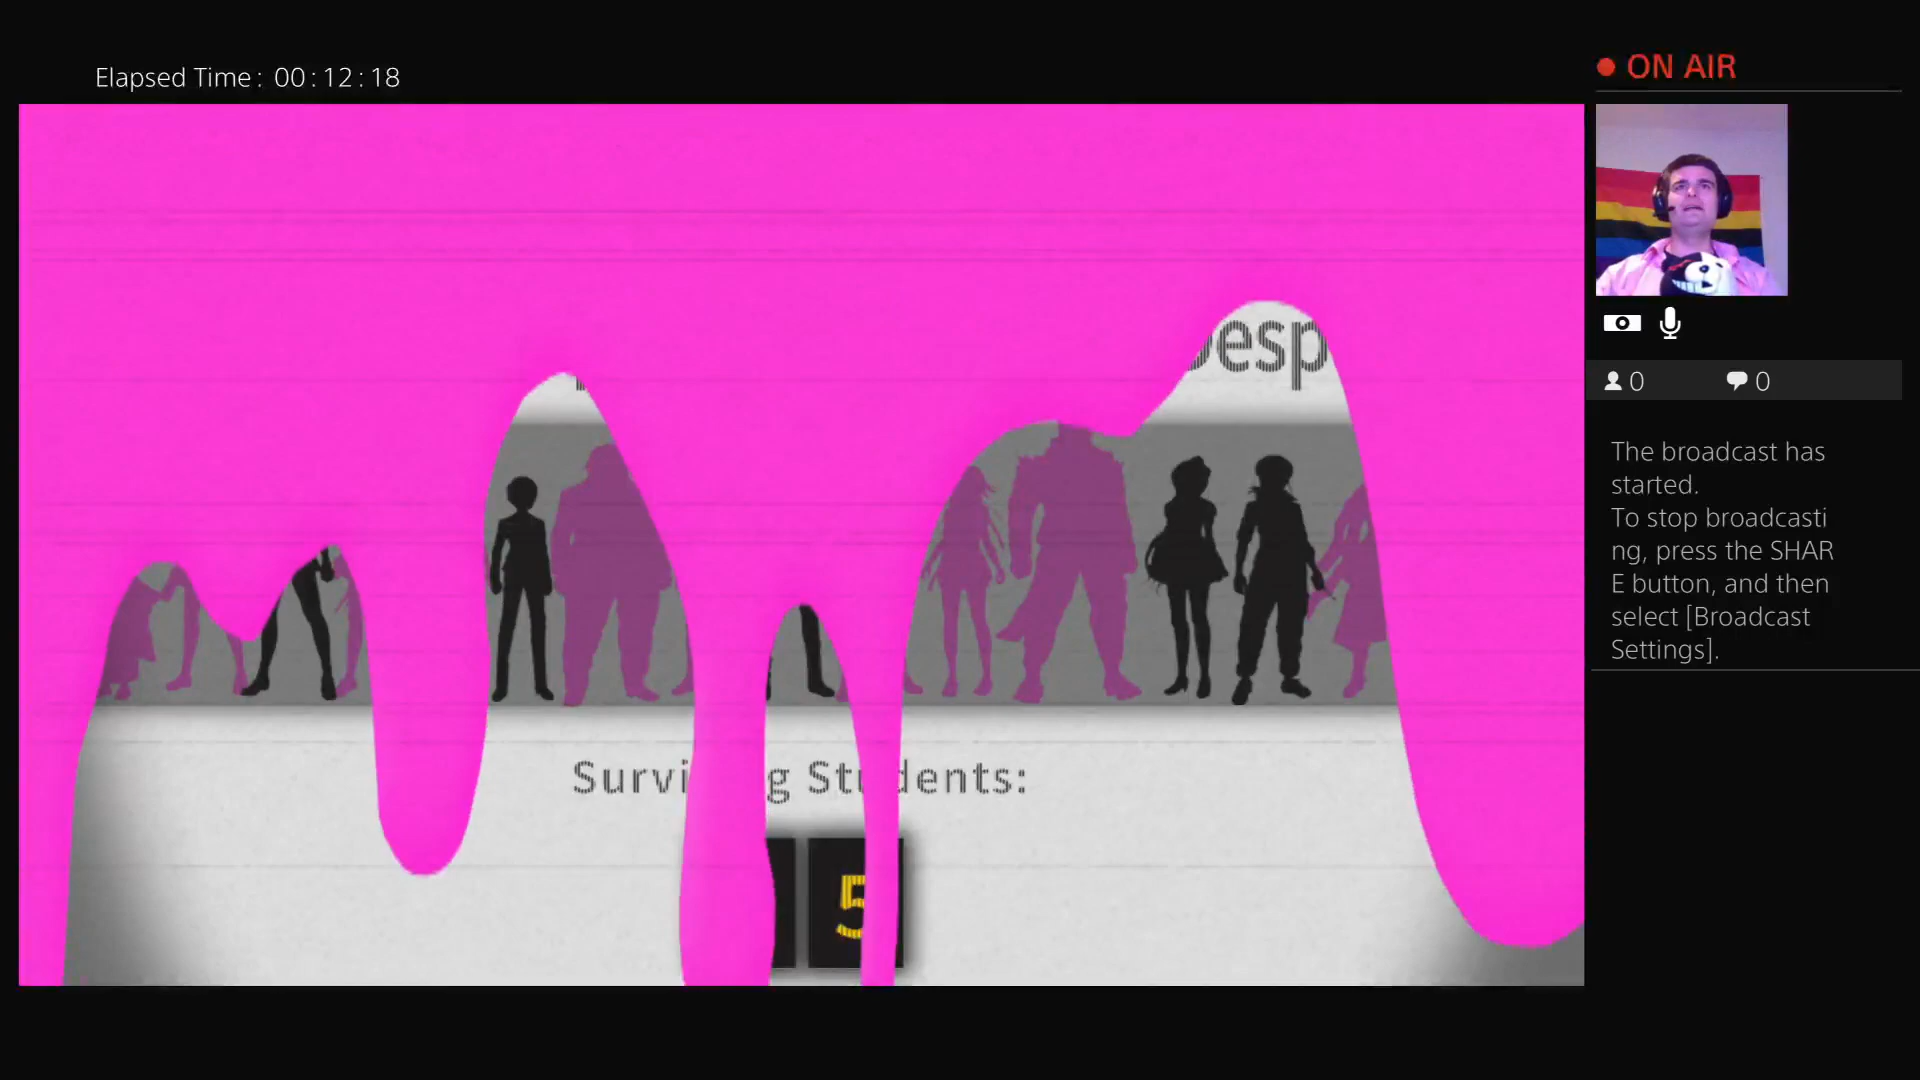 Elapsed Time: 00:12:18
ON AIR
0
0
The broadcast has
started.
To stop broadcasti
ng, press the SHAR
E button, and then
select [Broadcast
Settings].
esp
Survi g St dents:
5